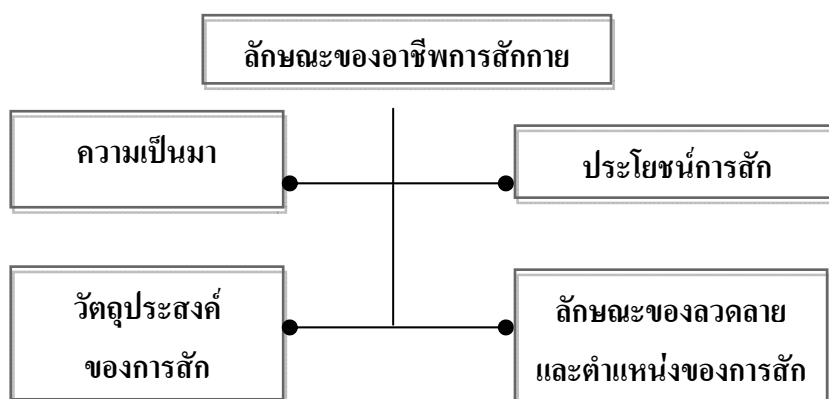 ลักษณะของอาชีพการสักกาย
ความเป็นมา
ประโยชน์การสัก
วัตถุประสงค์
ของการสัก
ลักษณะของลวดลาย
และตำแหน่งของการสัก